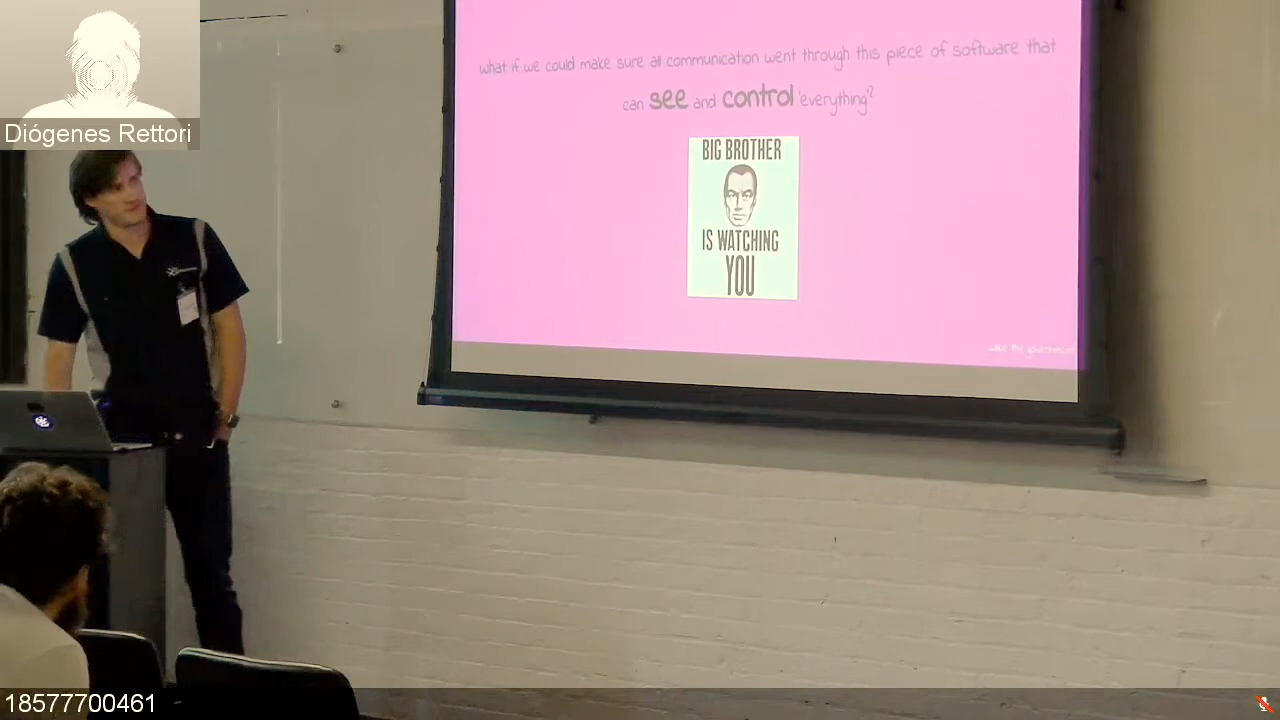 what if we could make sure all communication went through this piece of software that
can see and control 'everything'?
BIG BROTHER
IS WATCHING
YOU
Diógenes Rettori
18577700461